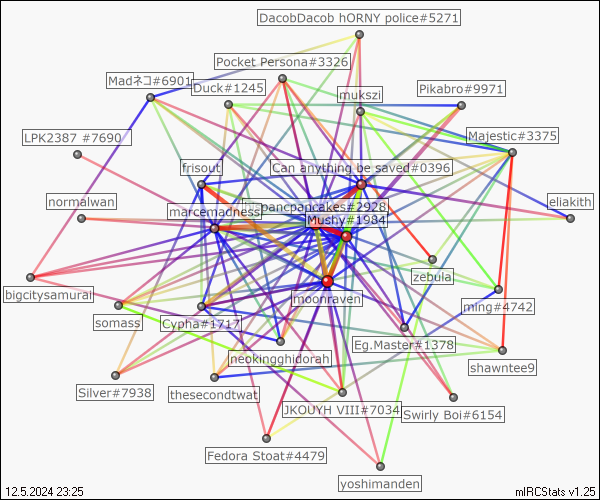 DacobDacob hORNY police#5271
Pocket Persona#3326
Madネコ#6901
Duck#1245
mukszi
Pikabro#9971
LPK2387 #7690
Majestic#3375
frisout
Can anything be saved#0396
normalwan
eliakith
marcemadness
pancpancakes#2928
Mushy#1984
zebula
bigcitysamurai
moonraven
ming#4742
somass
Cypha#1717
neokingghidorah
Eg.Master#1378
shawntee9
Silver#7938
thesecondtwat
JKOUYH VIII#7034
Swirly Boi#6154
Fedora Stoat#4479
yoshimanden
12.5.2024 23:25
mIRCStats v1.25